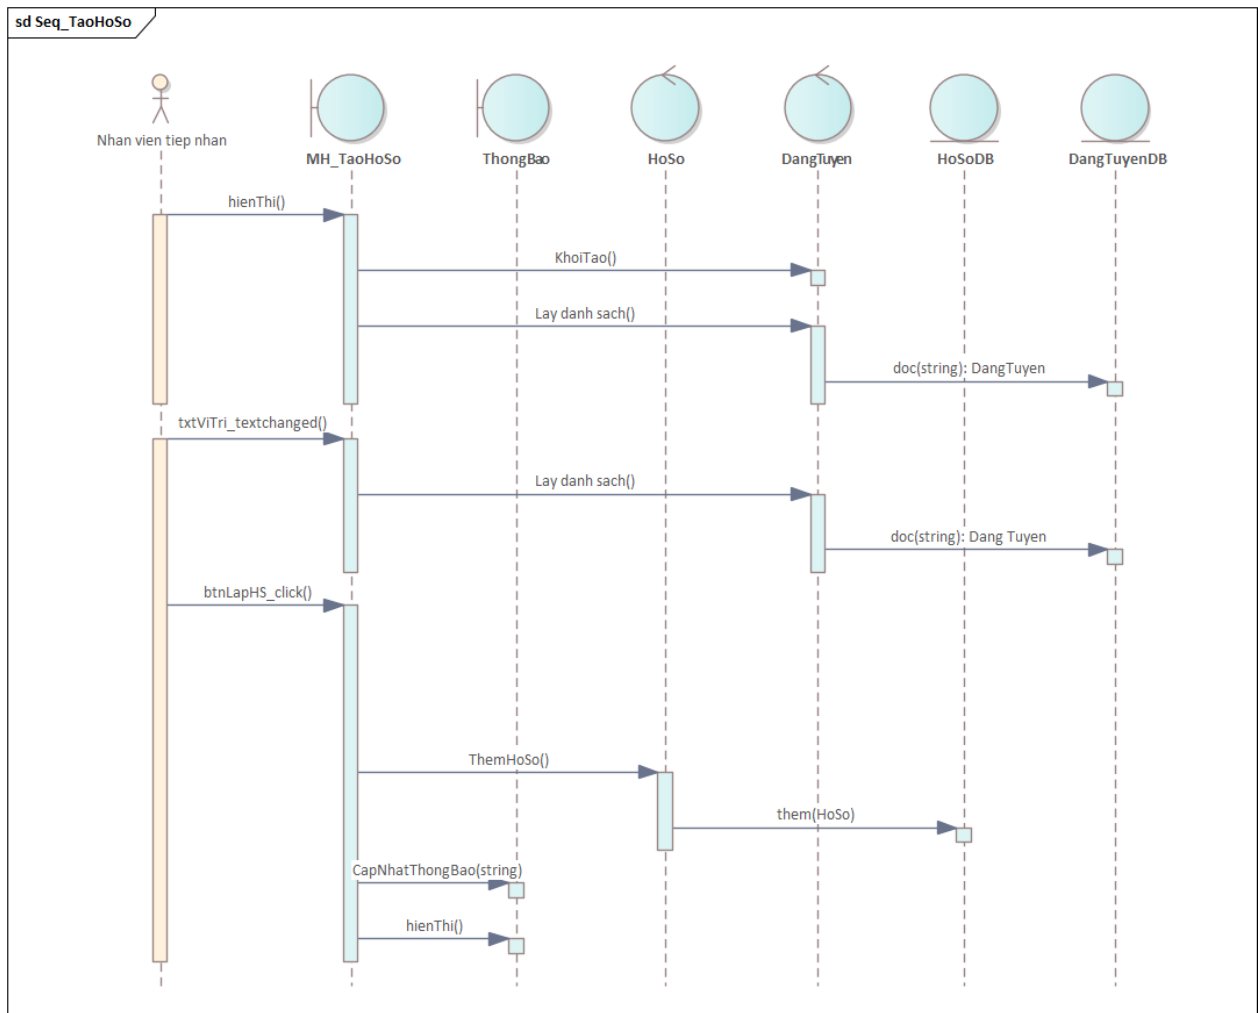 sd Seq_TaoHoSo
Nhan vien tiep nhan
MH_TaoHoSo
ThongBao
HoSo
DangTuyen
HoSoDB
DangTuyenDB
hienThi()
KhoiTao()
Lay danh sach()
doc(string): DangTuyen
txtViTri_textchanged()
Lay danh sach()
doc(string): Dang Tuyen
btnLapHS_click()
ThemHoSo()
them(HoSo)
CapNhatThongBao(string)
hienThi()